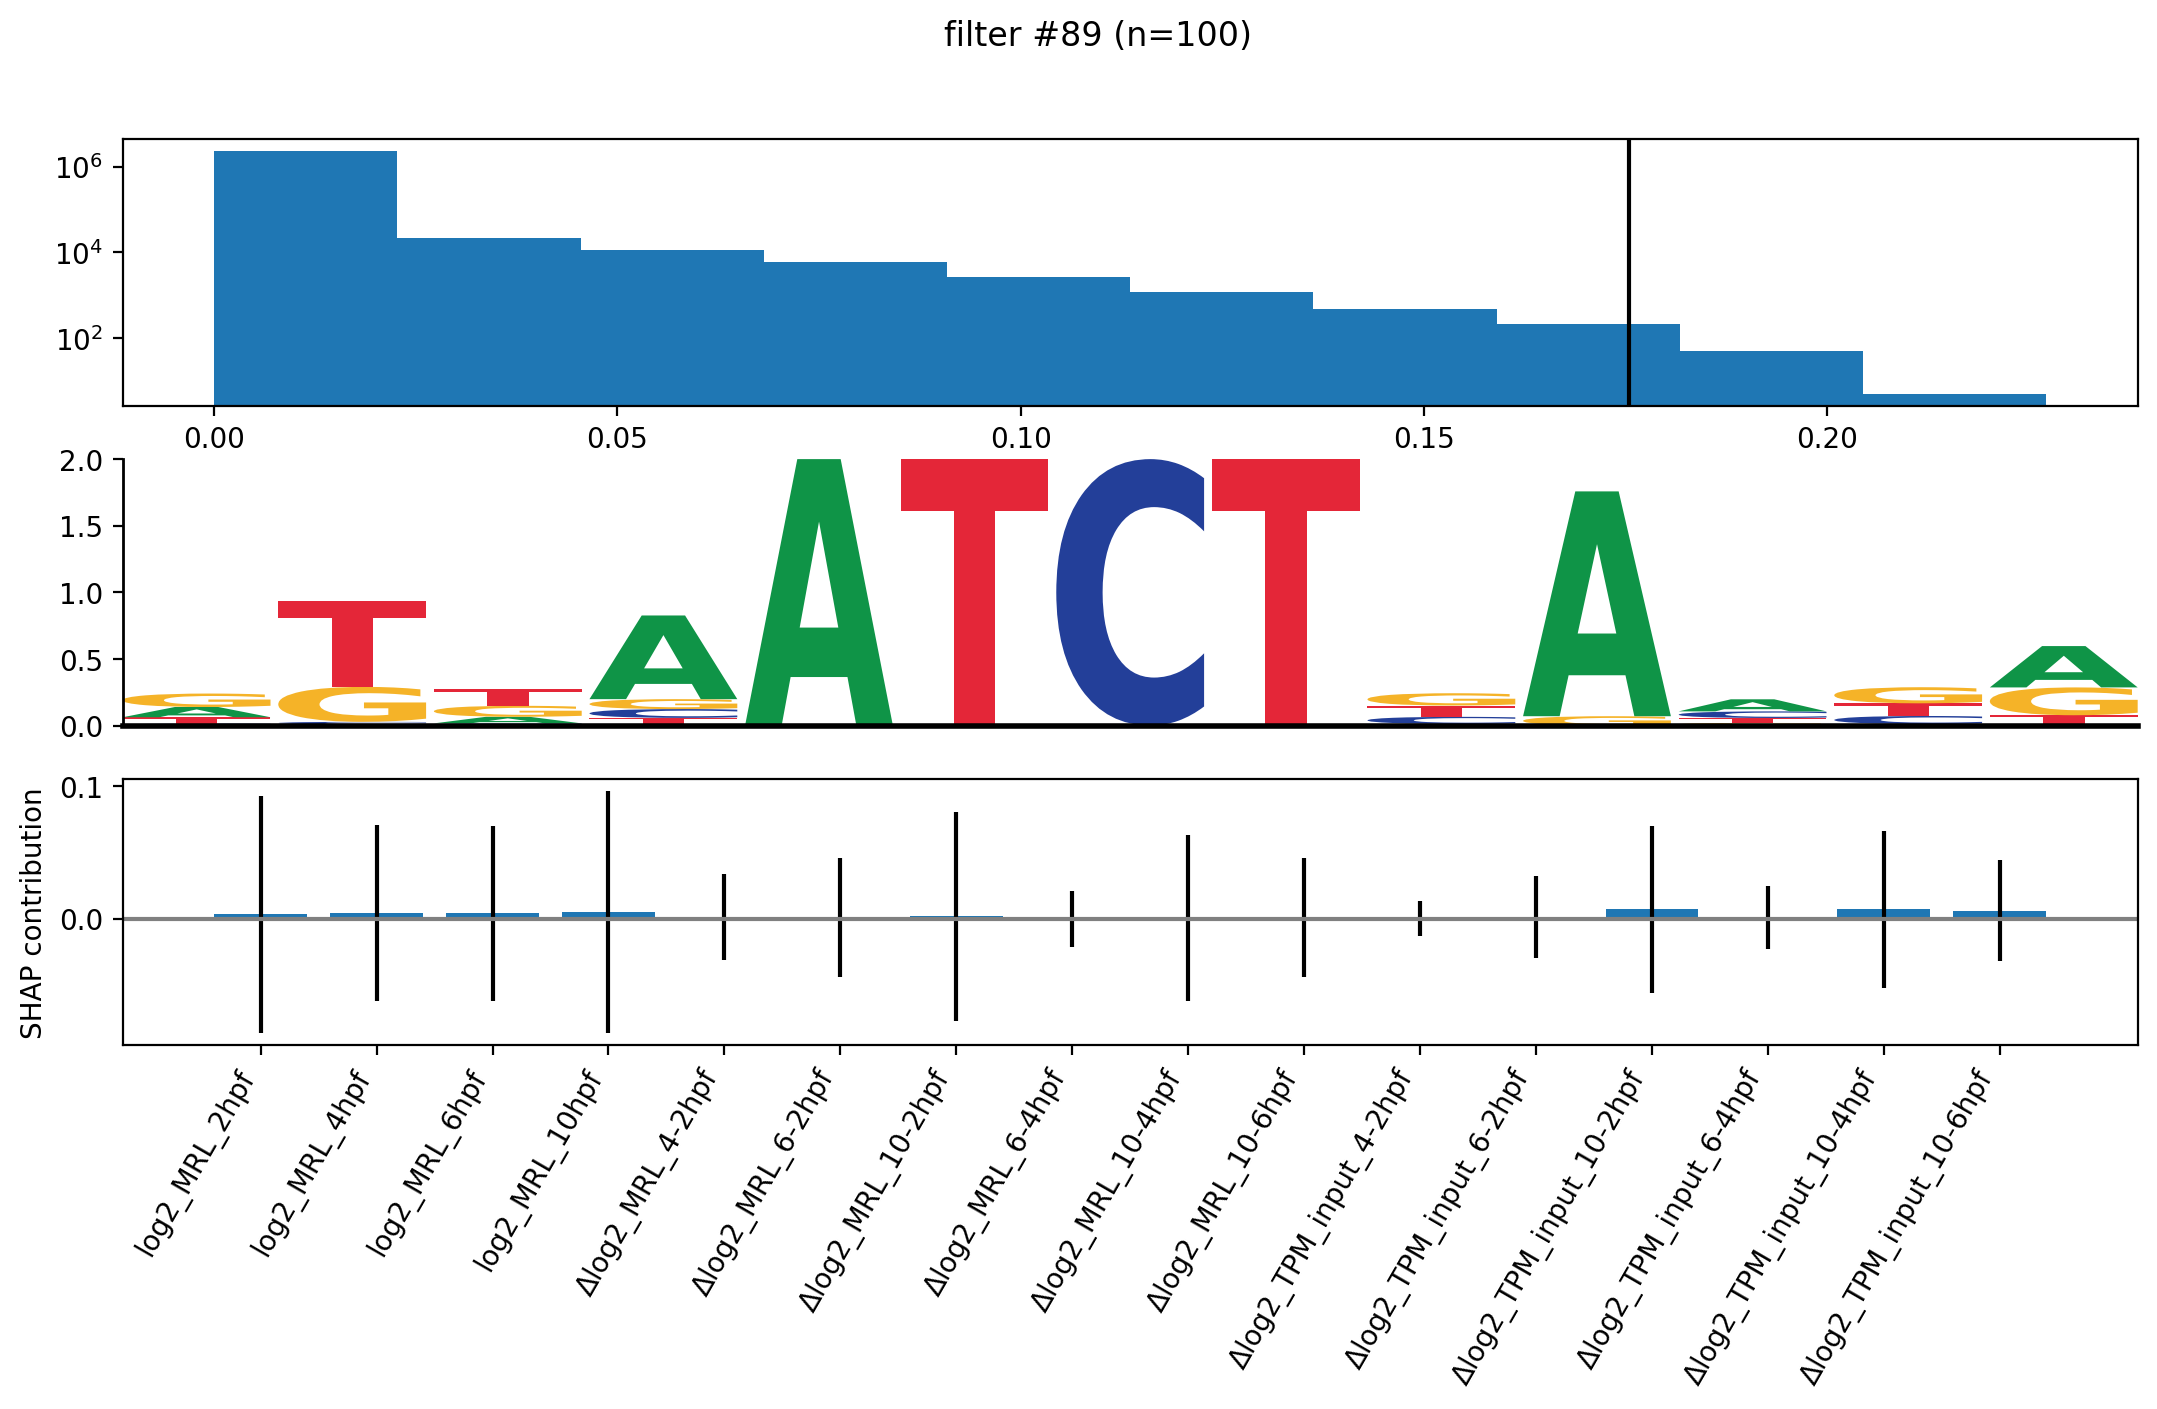 filter #89 (n=100)
10^6
10^4
10^2
0.00 0.05 0.10 0.15 0.20
2.0
1.5
1.0
0.5
0.0
G A T
T G
T G A
A G C T
A
T
C
T
G T C
A G
A C T
G T C
A G T
SHAP contribution
0.1
0.0
log2_MRL_2hpf
log2_MRL_4hpf
log2_MRL_6hpf
log2_MRL_10hpf
Δlog2_MRL_4-2hpf
Δlog2_MRL_6-2hpf
Δlog2_MRL_10-2hpf
Δlog2_MRL_6-4hpf
Δlog2_MRL_10-4hpf
Δlog2_MRL_10-6hpf
Δlog2_TPM_input_4-2hpf
Δlog2_TPM_input_6-2hpf
Δlog2_TPM_input_10-2hpf
Δlog2_TPM_input_6-4hpf
Δlog2_TPM_input_10-4hpf
Δlog2_TPM_input_10-6hpf